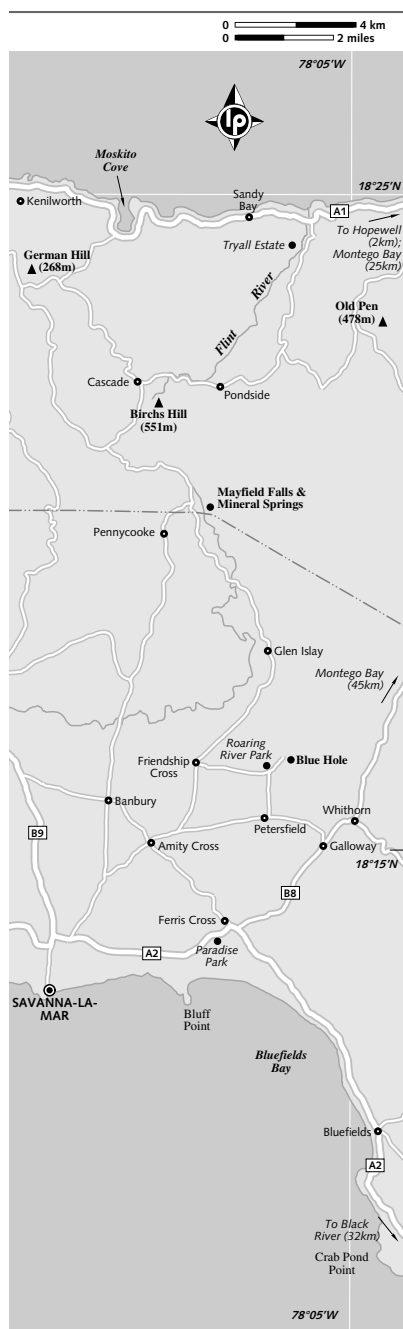 0 4 km
0 2 miles
78°05'W
lp
Moskito
Cove
18°25'N
Kenilworth
Sandy
Bay
A1
To Hopewell
(2km);
Montego Bay
(25km)
Tryall Estate
German Hill
(268m)
Flint River
Old Pen
(478m)
Cascade
Pondside
Birchs Hill
(551m)
Mayfield Falls &
Mineral Springs
Pennycooke
Glen Islay
Montego Bay
(45km)
Roaring
River Park
Friendship
Cross
Blue Hole
Banbury
Whithorn
Petersfield
B9
Amity Cross
Galloway
18°15'N
B8
Ferris Cross
A2
Paradise
Park
SAVANNA-LA-
MAR
Bluff
Point
Bluefields
Bay
Bluefields
A2
To Black
River (32km)
Crab Pond
Point
78°05'W